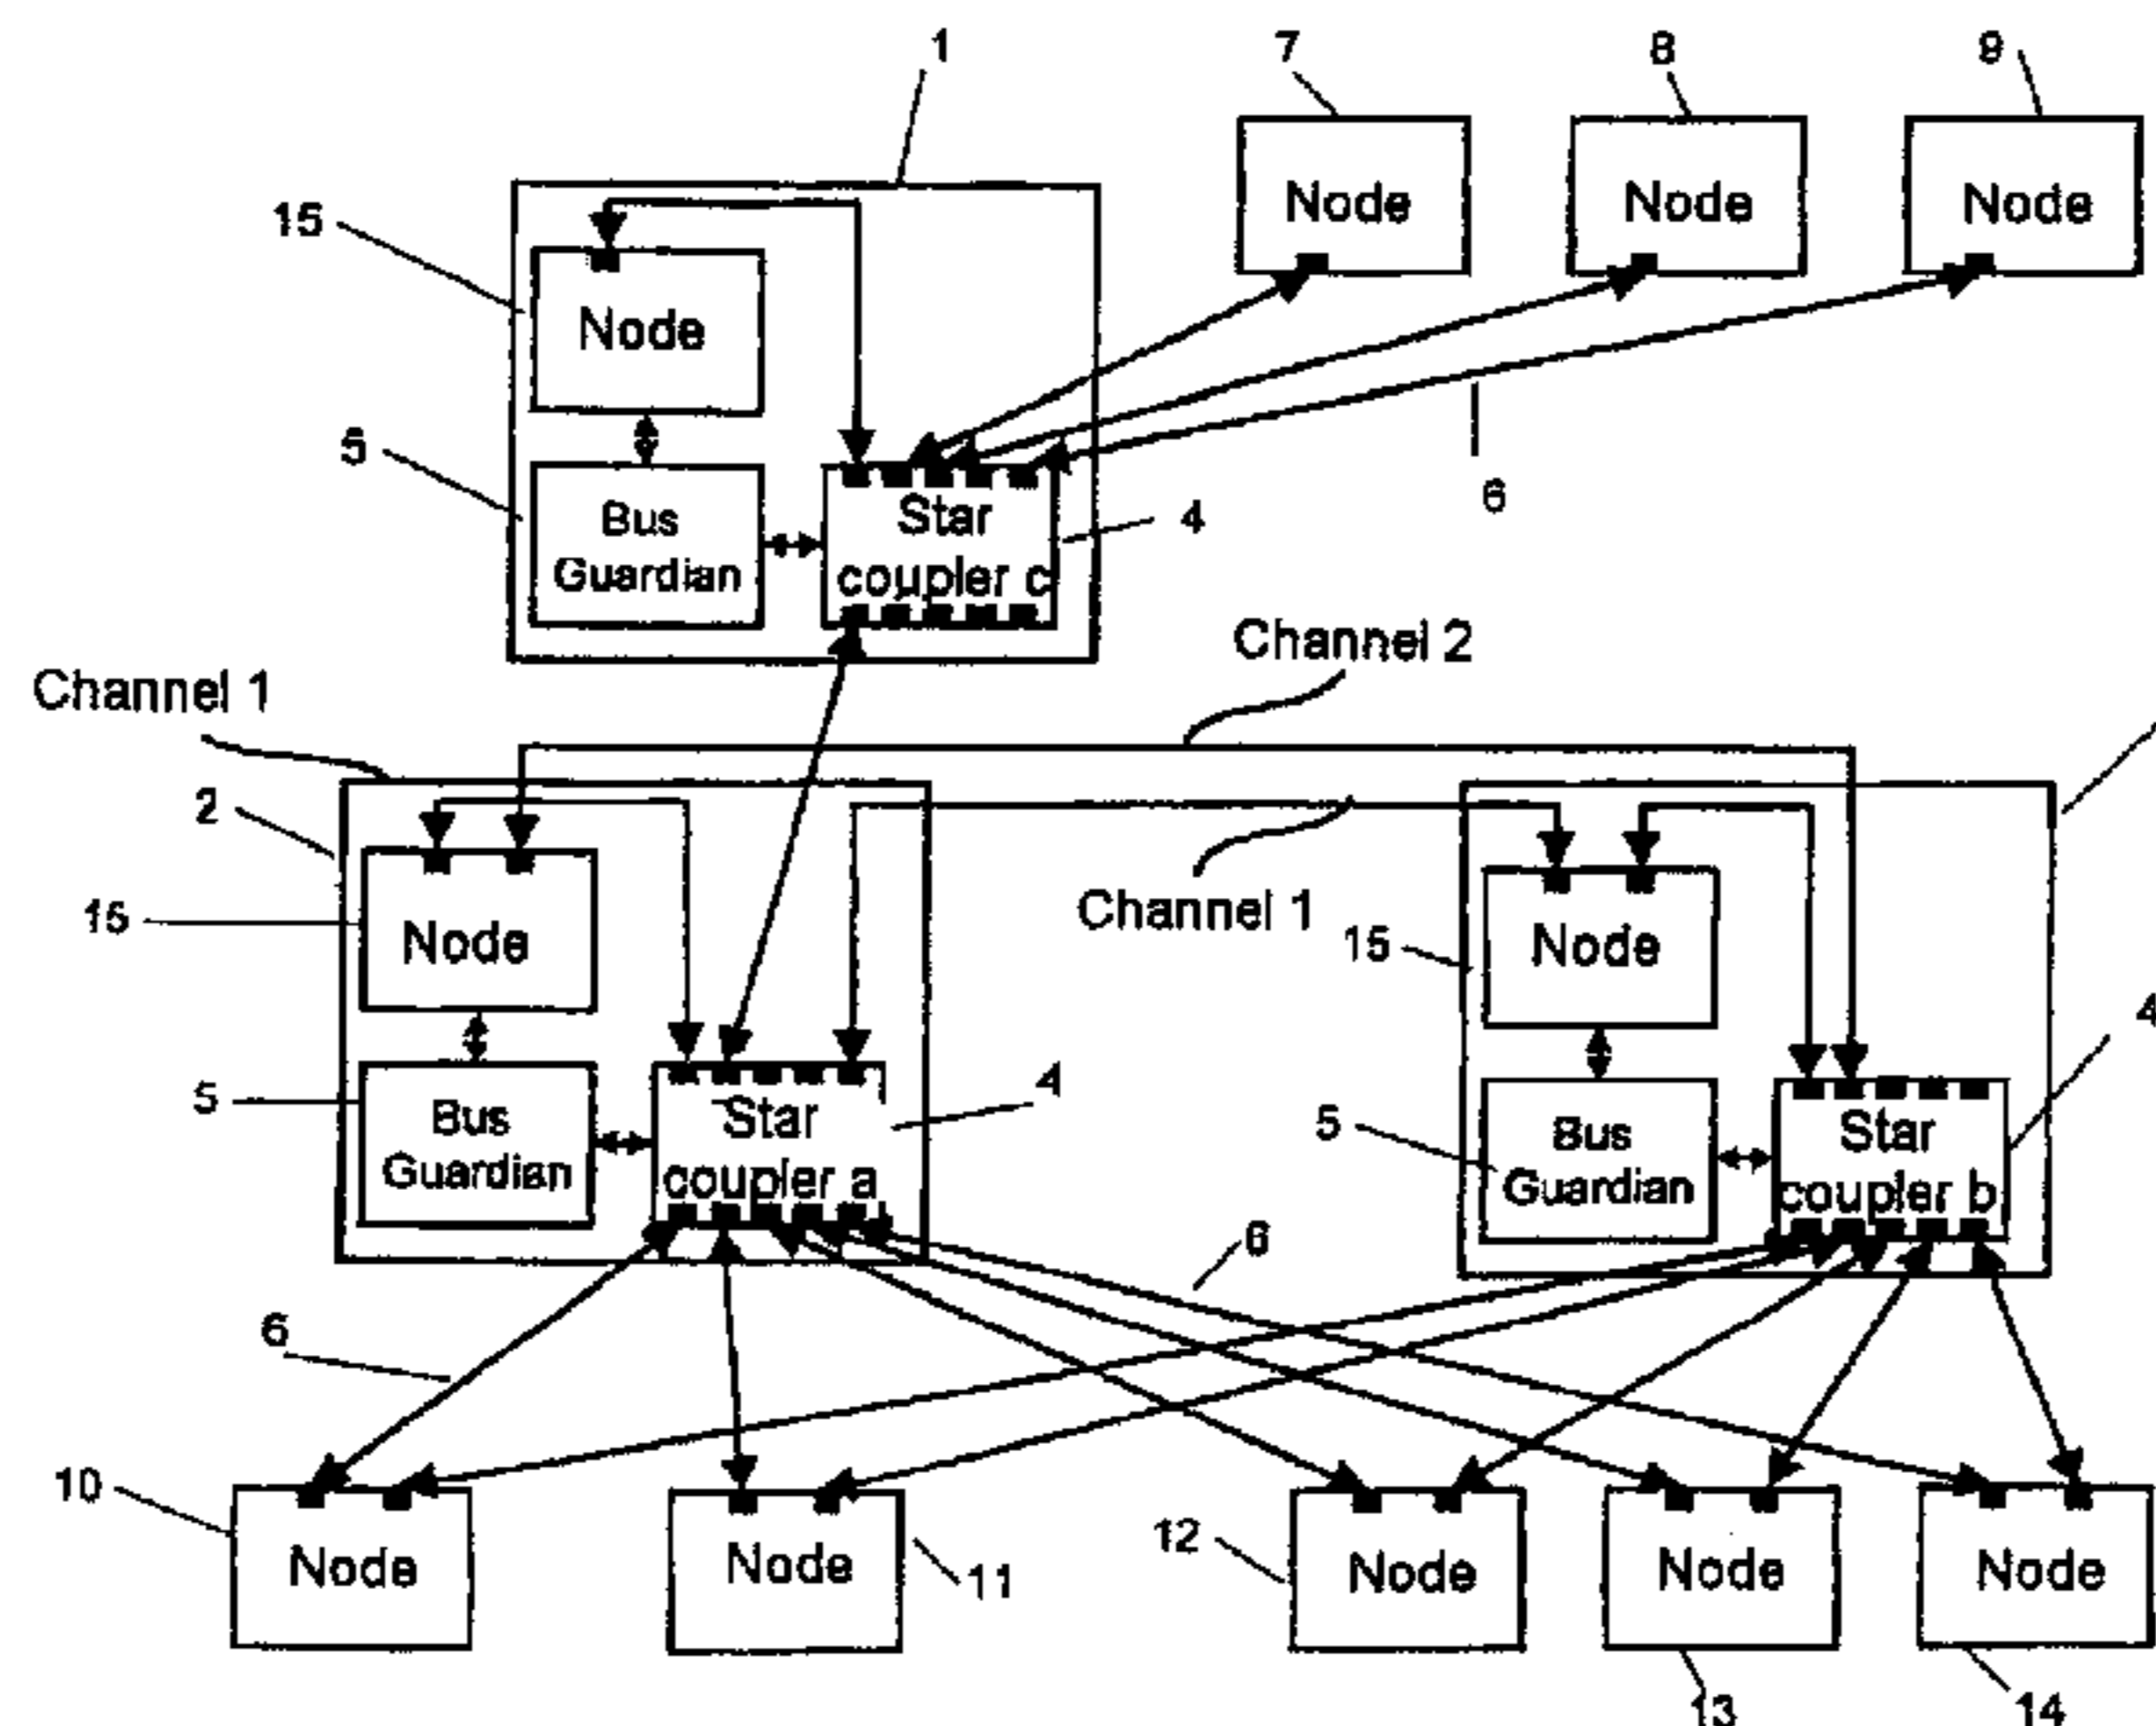 1
7
8
9
15
Node
Node
Node
Node
5
Bus
Guardian
Star
coupler c
4
6
Channel 2
Channel 1
2
15
Node
Channel 1
15
Node
4
5
Bus
Guardian
Star
coupler a
4
5
Bus
Guardian
Star
coupler b
6
6
10
Node
Node
11
12
Node
Node
Node
13
14